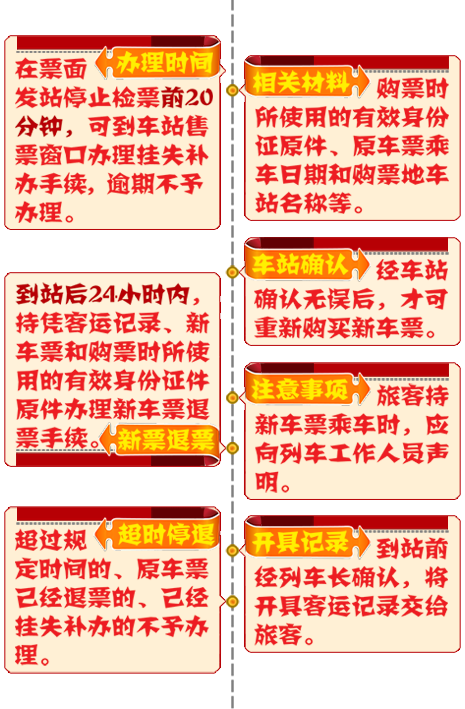 办理时间
在票面
发站停止检票前20
分钟，可到车站售
票窗口办理挂失补
办手续，逾期不予
办理。
相关材料
购票时
所使用的有效身份
证原件、原车票乘
车日期和购票地车
站名称等。
车站确认
经车站
确认无误后，才可
重新购买新车票。
注意事项
旅客持
新车票乘车时，应
向列车工作人员声
明。
开具记录
到站前
经列车长确认，将
开具客运记录交给
旅客。
到站后24小时内，
持凭客运记录、新
车票和购票时所使
用的有效身份证件
原件办理新车票退
票手续。
新票退票
超时停退
超过规
定时间的、原车票
已经退票的、已经
挂失补办的不予办
理。